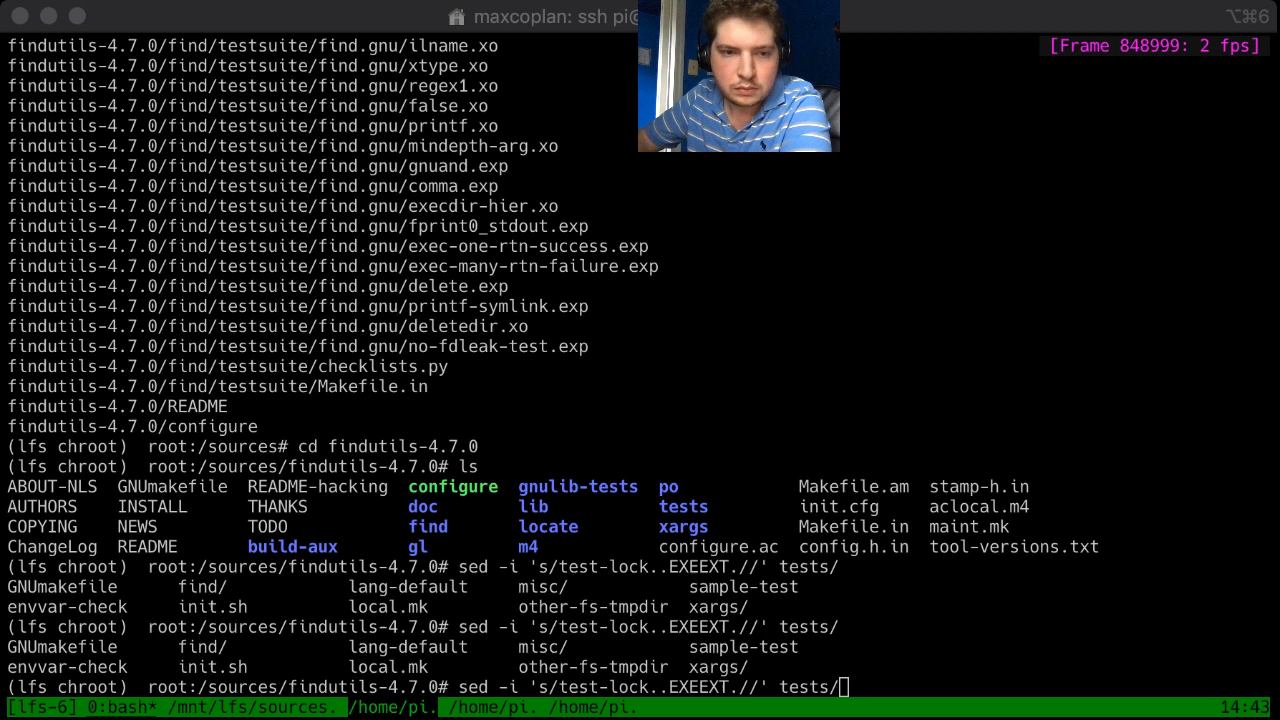 maxcoplan: ssh pi@
⌥⌘6
findutils-4.7.0/find/testsuite/find.gnu/ilname.xo
[Frame 848999: 2 fps]
findutils-4.7.0/find/testsuite/find.gnu/xtype.xo
findutils-4.7.0/find/testsuite/find.gnu/regex1.xo
findutils-4.7.0/find/testsuite/find.gnu/false.xo
findutils-4.7.0/find/testsuite/find.gnu/printf.xo
findutils-4.7.0/find/testsuite/find.gnu/mindepth-arg.xo
findutils-4.7.0/find/testsuite/find.gnu/gnuand.exp
findutils-4.7.0/find/testsuite/find.gnu/comma.exp
findutils-4.7.0/find/testsuite/find.gnu/execdir-hier.xo
findutils-4.7.0/find/testsuite/find.gnu/fprint0_stdout.exp
findutils-4.7.0/find/testsuite/find.gnu/exec-one-rtn-success.exp
findutils-4.7.0/find/testsuite/find.gnu/exec-many-rtn-failure.exp
findutils-4.7.0/find/testsuite/find.gnu/delete.exp
findutils-4.7.0/find/testsuite/find.gnu/printf-symlink.exp
findutils-4.7.0/find/testsuite/find.gnu/deletedir.xo
findutils-4.7.0/find/testsuite/find.gnu/no-fdleak-test.exp
findutils-4.7.0/find/testsuite/checklists.py
findutils-4.7.0/find/testsuite/Makefile.in
findutils-4.7.0/README
findutils-4.7.0/configure
(lfs chroot)  root:/sources# cd findutils-4.7.0
(lfs chroot)  root:/sources/findutils-4.7.0# ls
ABOUT-NLS  GNUmakefile  README-hacking  configure  gnulib-tests  po            Makefile.am  stamp-h.in
AUTHORS    INSTALL      THANKS          doc        lib           tests         init.cfg     aclocal.m4
COPYING    NEWS         TODO            find       locate        xargs         Makefile.in  maint.mk
ChangeLog  README       build-aux       gl         m4            configure.ac  config.h.in  tool-versions.txt
(lfs chroot)  root:/sources/findutils-4.7.0# sed -i 's/test-lock..EXEEXT.//' tests/
GNUmakefile      find/            lang-default     misc/            sample-test
envvar-check     init.sh          local.mk         other-fs-tmpdir  xargs/
(lfs chroot)  root:/sources/findutils-4.7.0# sed -i 's/test-lock..EXEEXT.//' tests/
GNUmakefile      find/            lang-default     misc/            sample-test
envvar-check     init.sh          local.mk         other-fs-tmpdir  xargs/
(lfs chroot)  root:/sources/findutils-4.7.0# sed -i 's/test-lock..EXEEXT.//' tests/
[lfs-6] 0:bash* /mnt/lfs/sources. /home/pi. /home/pi. /home/pi. 14:43